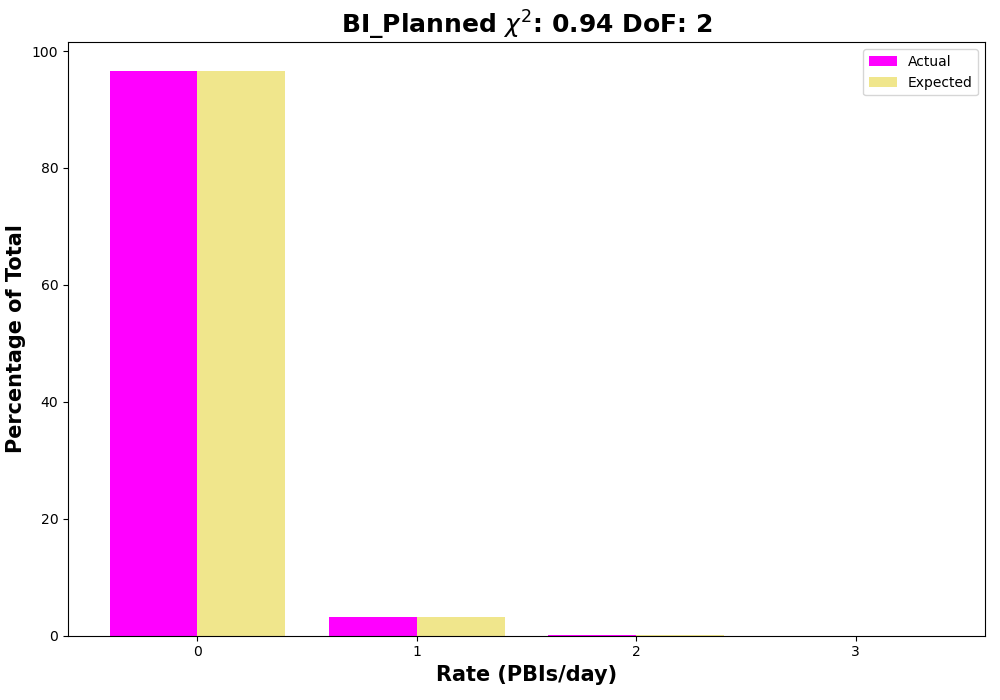 BI_Planned χ²: 0.94 DoF: 2
Actual
Expected
Percentage of Total
100
80
60
40
20
0
0 1 2 3
Rate (PBIs/day)